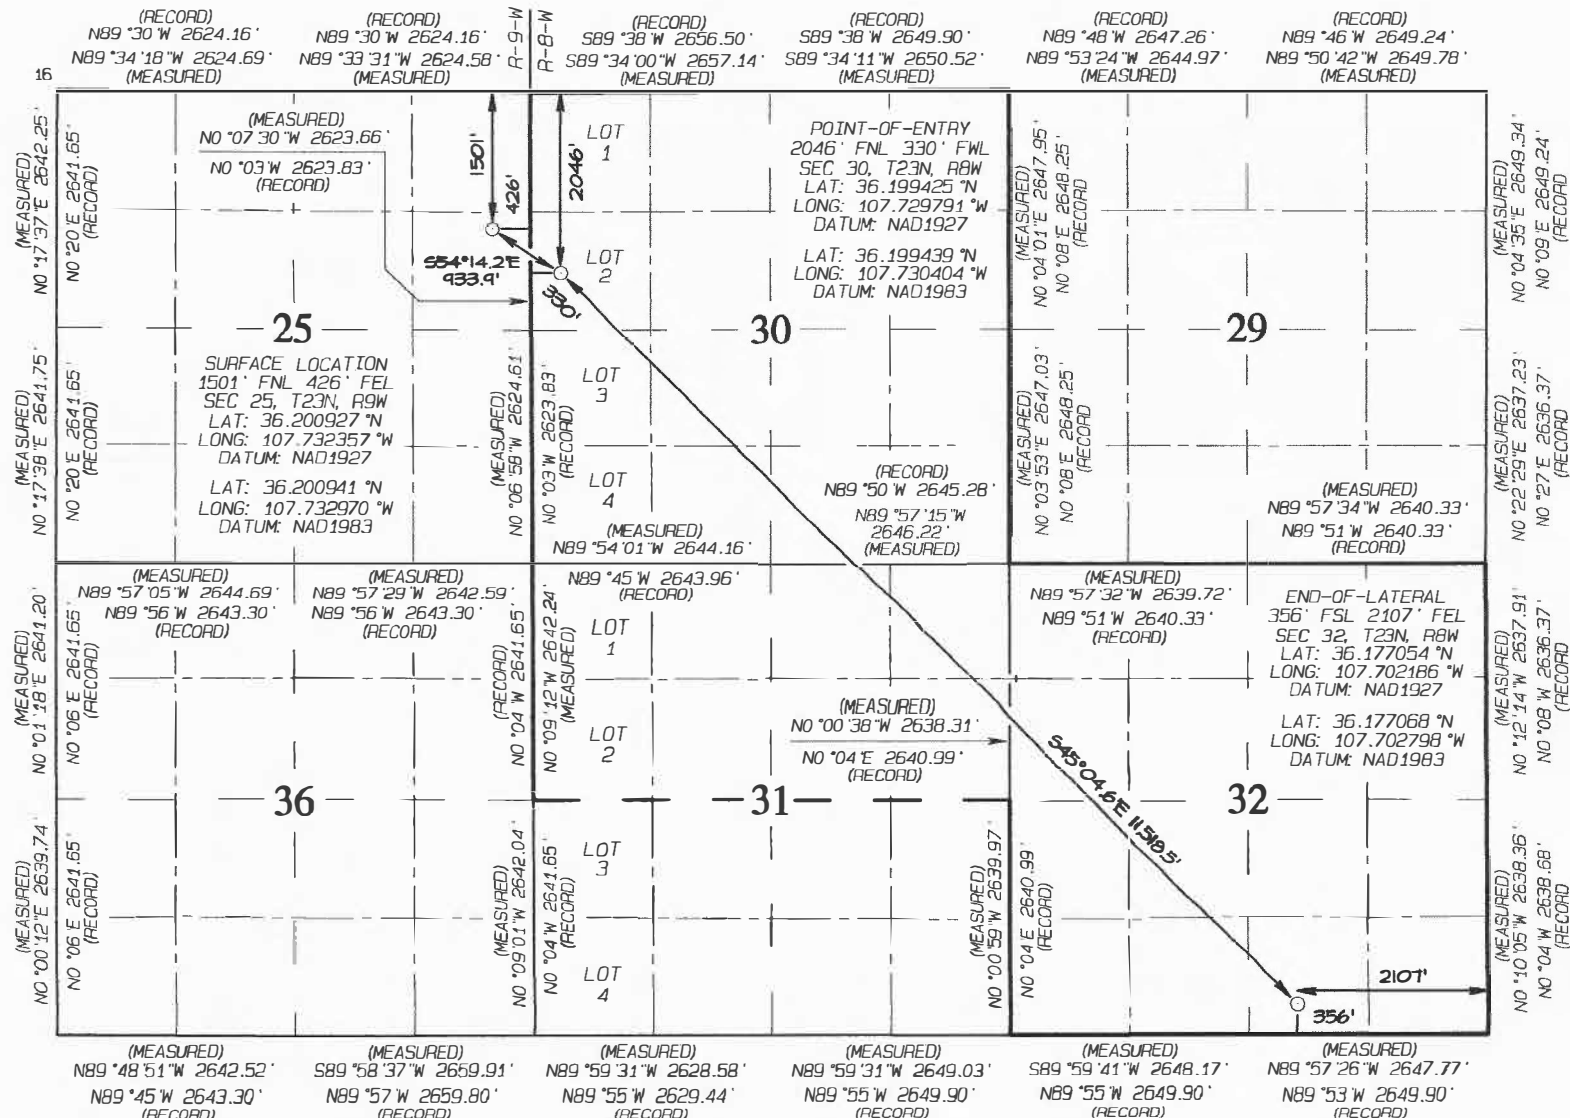 (RECORD)
N89°30'W 2624.16'
N89°34'18"W 2624.69'
(MEASURED)
(RECORD)
N89°30'W 2624.16'
N89°33'31"W 2624.58'
(MEASURED)
R-9-W
R-8-W
(RECORD)
S89°38'W 2656.50'
S89°34'00"W 2657.14'
(MEASURED)
(RECORD)
S89°38'W 2649.90'
S89°34'11"W 2650.52'
(MEASURED)
(RECORD)
N89°48'W 2647.26'
N89°53'24"W 2644.97'
(MEASURED)
(RECORD)
N89°46'W 2649.24'
N89°50'42"W 2649.78'
(MEASURED)
16
(MEASURED)
N0°17'37"E 2642.25'
N0°20'E 2641.65'
(RECORD)
(MEASURED)
N0°07'30"W 2623.66'
N0°03'W 2623.83'
(RECORD)
1501'
426'
2046'
LOT
1
LOT
2
S54°14.2'E
933.9'
330'
POINT-OF-ENTRY
2046' FNL 330' FWL
SEC 30, T23N, R8W
LAT: 36.199425°N
LONG: 107.729791°W
DATUM: NAD1927
LAT: 36.199439°N
LONG: 107.730404°W
DATUM: NAD1983
(MEASURED)
N0°04'01"E 2647.95'
N0°08'E 2648.25'
(RECORD)
(MEASURED)
N0°04'35"E 2649.34'
N0°09'E 2649.24'
(RECORD
25
30
29
SURFACE LOCATION
1501' FNL 426' FEL
SEC 25, T23N, R9W
LAT: 36.200927°N
LONG: 107.732357°W
DATUM: NAD1927
LAT: 36.200941°N
LONG: 107.732970°W
DATUM: NAD1983
(MEASURED)
N0°17'38"E 2641.75'
N0°20'E 2641.65'
(RECORD)
(MEASURED)
N0°06'58"W 2624.61'
N0°03'W 2623.83'
(RECORD)
LOT
3
LOT
4
(MEASURED)
N89°54'01"W 2644.16'
(RECORD)
N89°50'W 2645.28'
N89°57'15"W
2646.22'
(MEASURED)
(MEASURED)
N0°03'53"E 2647.03'
N0°08'E 2648.25'
(RECORD)
(MEASURED)
N89°57'34"W 2640.33'
N89°51'W 2640.33'
(RECORD)
(MEASURED)
N0°22'29"E 2637.23'
N0°27'E 2636.37'
(RECORD
(MEASURED)
N89°57'05"W 2644.69'
N89°56'W 2643.30'
(RECORD)
(MEASURED)
N89°57'29"W 2642.59'
N89°56'W 2643.30'
(RECORD)
N89°45'W 2643.96'
(RECORD)
(MEASURED)
N89°57'32"W 2639.72'
N89°51'W 2640.33'
(RECORD)
END-OF-LATERAL
356' FSL 2107' FEL
SEC 32, T23N, R8W
LAT: 36.177054°N
LONG: 107.702186°W
DATUM: NAD1927
LAT: 36.177068°N
LONG: 107.702798°W
DATUM: NAD1983
(MEASURED)
N0°01'18"E 2641.20'
N0°06'E 2641.65'
(RECORD)
(RECORD)
N0°04'W 2641.65'
N0°09'12"W 2642.24'
(MEASURED)
LOT
1
LOT
2
(MEASURED)
N0°00'38"W 2638.31'
N0°04'E 2640.99'
(RECORD)
(MEASURED)
N0°12'14"W 2637.91'
N0°08'W 2636.37'
(RECORD
S45°04.6'E 11,518.5'
36
31
32
(MEASURED)
N0°00'12"E 2639.74'
N0°06'E 2641.65'
(RECORD)
(MEASURED)
N0°09'01"W 2642.04'
N0°04'W 2641.65'
(RECORD)
LOT
3
LOT
4
(MEASURED)
N0°00'59"W 2639.97'
N0°04'E 2640.99'
(RECORD)
2107'
356'
(MEASURED)
N0°10'05"W 2638.36'
N0°04'W 2638.68'
(RECORD
(MEASURED)
N89°48'51"W 2642.52'
N89°45'W 2643.30'
(RECORD)
(MEASURED)
S89°58'37"W 2659.91'
N89°57'W 2659.80'
(RECORD)
(MEASURED)
N89°59'31"W 2628.58'
N89°55'W 2629.44'
(RECORD)
(MEASURED)
N89°59'31"W 2649.03'
N89°55'W 2649.90'
(RECORD)
(MEASURED)
S89°59'41"W 2648.17'
N89°55'W 2649.90'
(RECORD)
(MEASURED)
N89°57'26"W 2647.77'
N89°53'W 2649.90'
(RECORD)